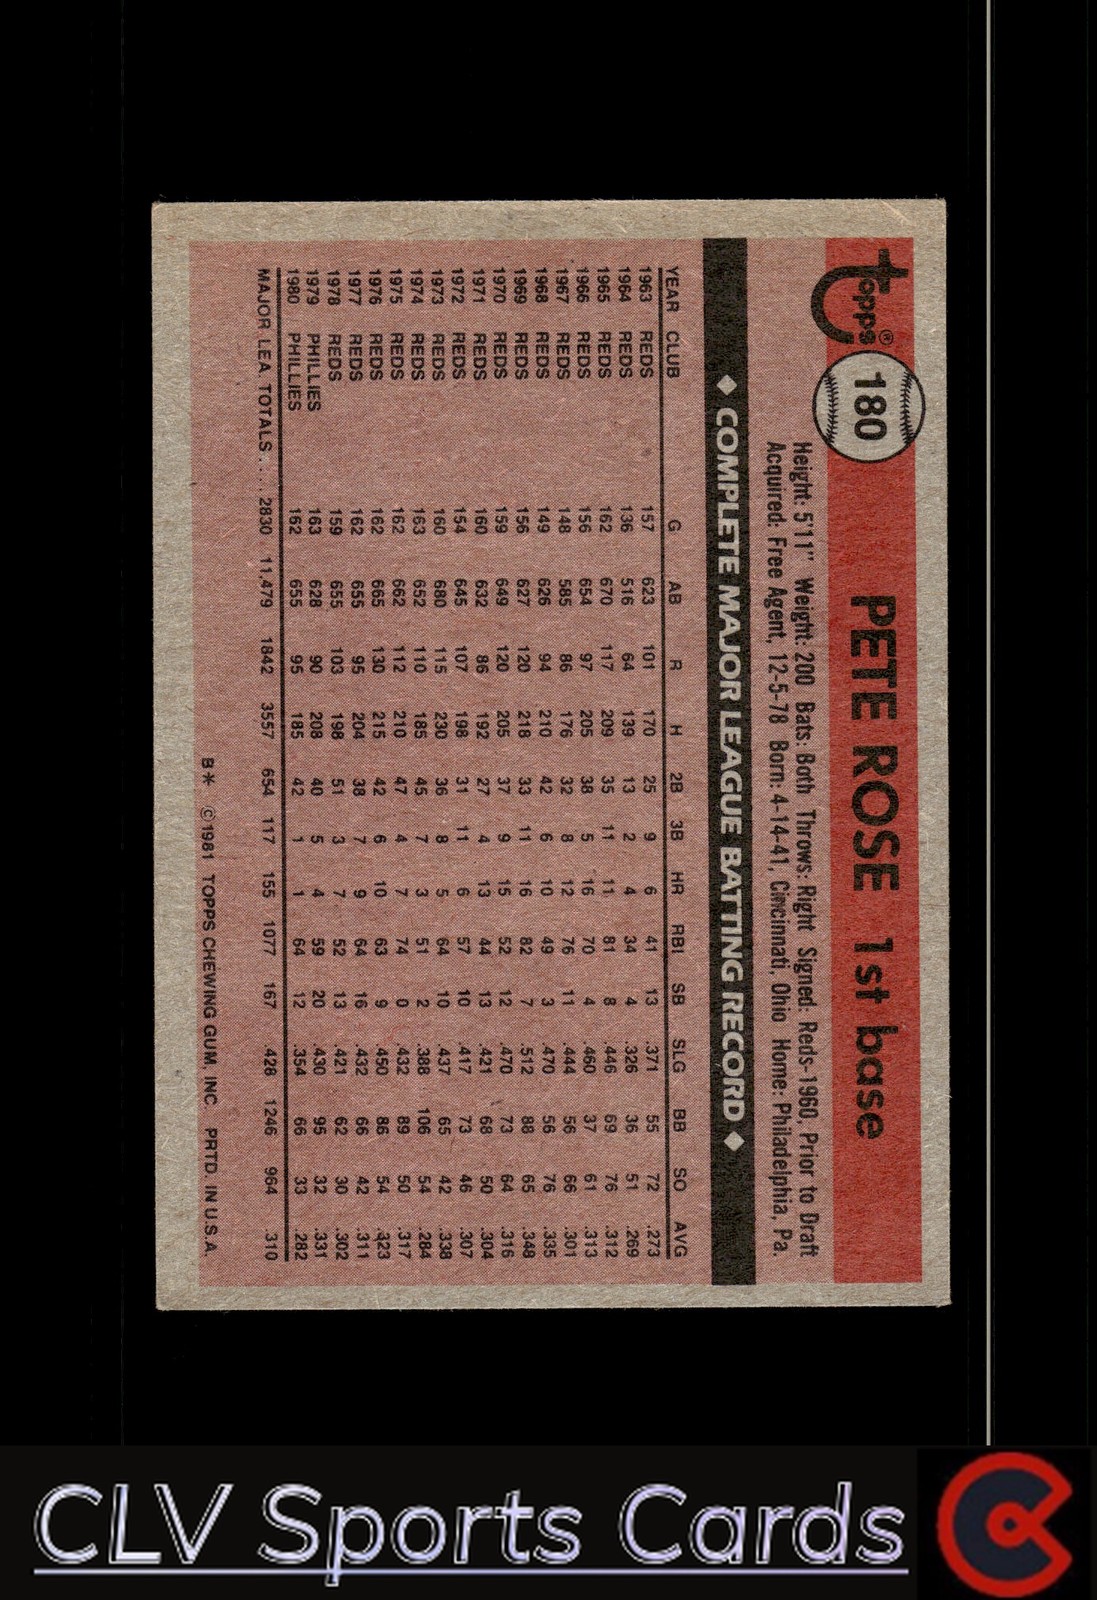 topps® 180 PETE ROSE 1st base
Height: 5'11" Weight: 200 Bats: Both Throws: Right Signed: Reds-1960, Prior to Draft
Acquired: Free Agent, 12-5-78 Born: 4-14-41, Cincinnati, Ohio Home: Philadelphia, Pa.
◆ COMPLETE MAJOR LEAGUE BATTING RECORD ◆
YEAR CLUB G AB R H 2B 3B HR RBI SB SLG BB SO AVG
1963 REDS 157 623 101 170 25 9 6 41 13 .371 55 72 .273
1964 REDS 136 516 64 139 13 2 4 34 4 .326 36 51 .269
1965 REDS 162 670 117 209 35 11 11 81 8 .446 69 76 .312
1966 REDS 156 654 97 205 38 5 16 70 4 .460 37 61 .313
1967 REDS 148 585 86 176 32 8 12 76 11 .444 56 66 .301
1968 REDS 149 626 94 210 42 6 10 49 3 .470 56 76 .335
1969 REDS 156 627 120 218 33 11 16 82 7 .512 88 65 .348
1970 REDS 159 649 120 205 37 9 15 52 12 .470 73 64 .316
1971 REDS 160 632 86 192 27 4 13 44 13 .421 68 50 .304
1972 REDS 154 645 107 198 31 11 6 57 10 .417 73 46 .307
1973 REDS 160 680 115 230 36 8 5 64 10 .437 65 42 .338
1974 REDS 163 652 110 185 45 7 3 51 2 .388 106 54 .284
1975 REDS 162 662 112 210 47 4 7 74 0 .432 89 50 .317
1976 REDS 162 665 130 215 42 6 10 63 9 .450 86 54 .323
1977 REDS 162 655 95 204 38 7 9 64 16 .432 66 42 .311
1978 REDS 159 655 103 198 51 3 7 52 13 .421 62 30 .302
1979 PHILLIES 163 628 90 208 40 5 4 59 20 .430 95 32 .331
1980 PHILLIES 162 655 95 185 42 1 1 64 12 .354 66 33 .282
MAJOR LEA. TOTALS.... 2830 11,479 1842 3557 654 117 155 1077 167 .428 1246 964 .310
B* ©1981 TOPPS CHEWING GUM, INC. PRTD. IN U.S.A.
CLV Sports Cards